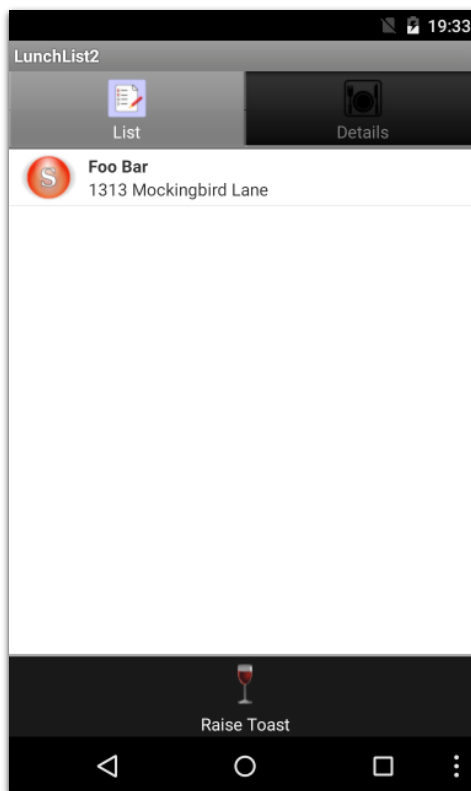 19:33
LunchList2
List
Details
S
Foo Bar
1313 Mockingbird Lane
Raise Toast